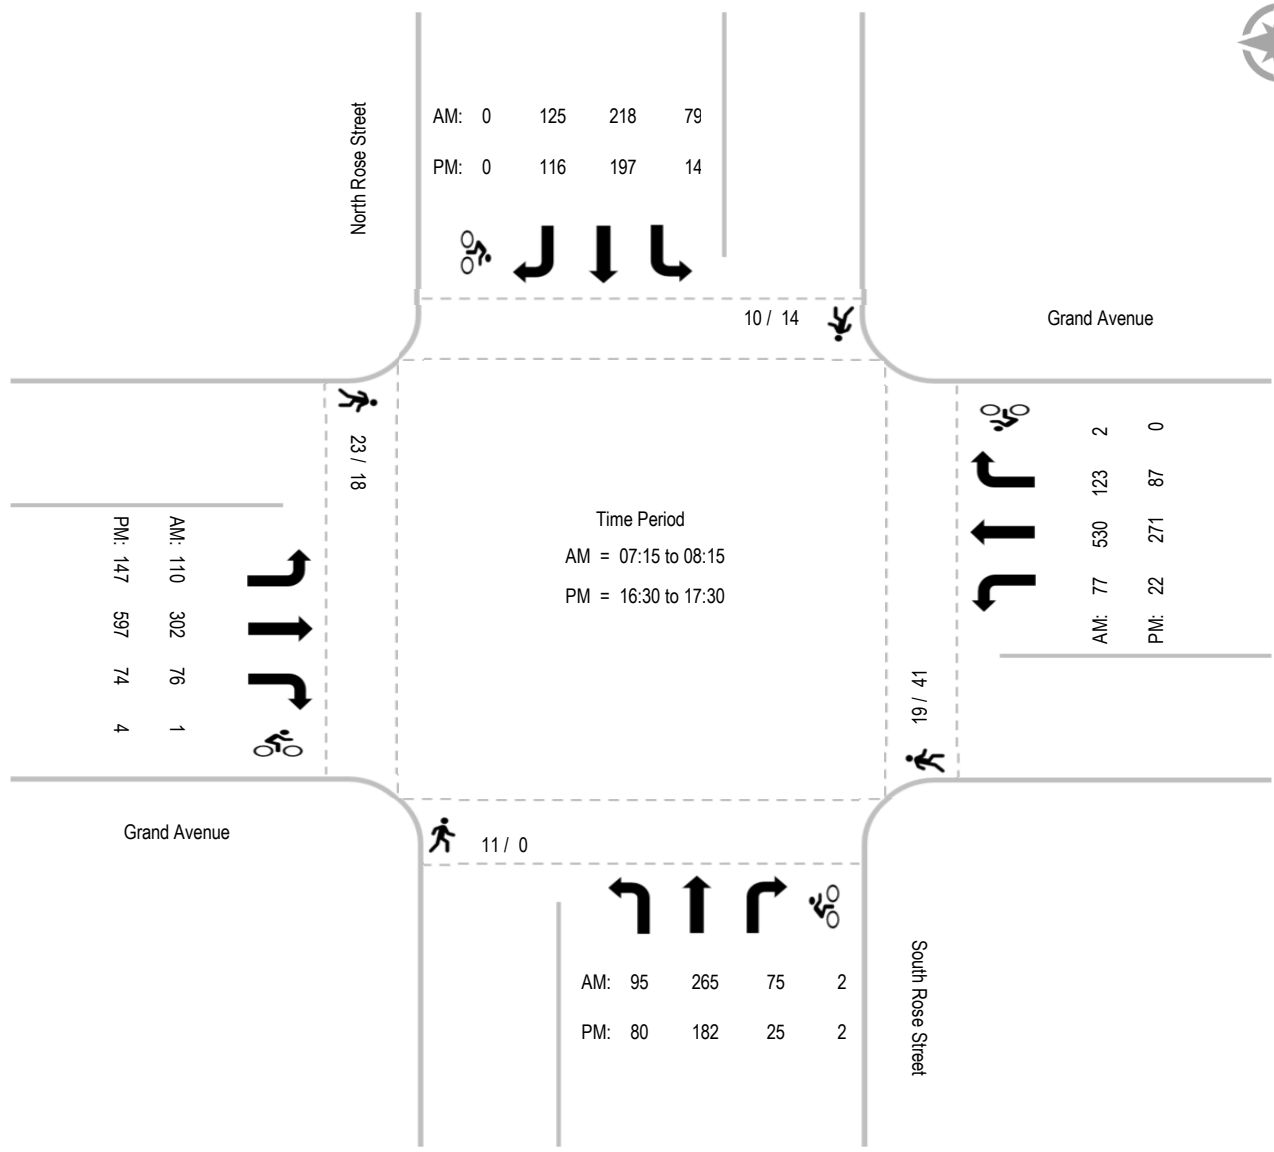 North Rose Street
AM: 0 125 218 79
PM: 0 116 197 14
10 / 14
Grand Avenue
23 / 18
AM: 110 302 76 1
PM: 147 597 74 4
Time Period
AM = 07:15 to 08:15
PM = 16:30 to 17:30
AM: 77 530 123 2
PM: 22 271 87 0
19 / 41
Grand Avenue
11 / 0
AM: 95 265 75 2
PM: 80 182 25 2
South Rose Street